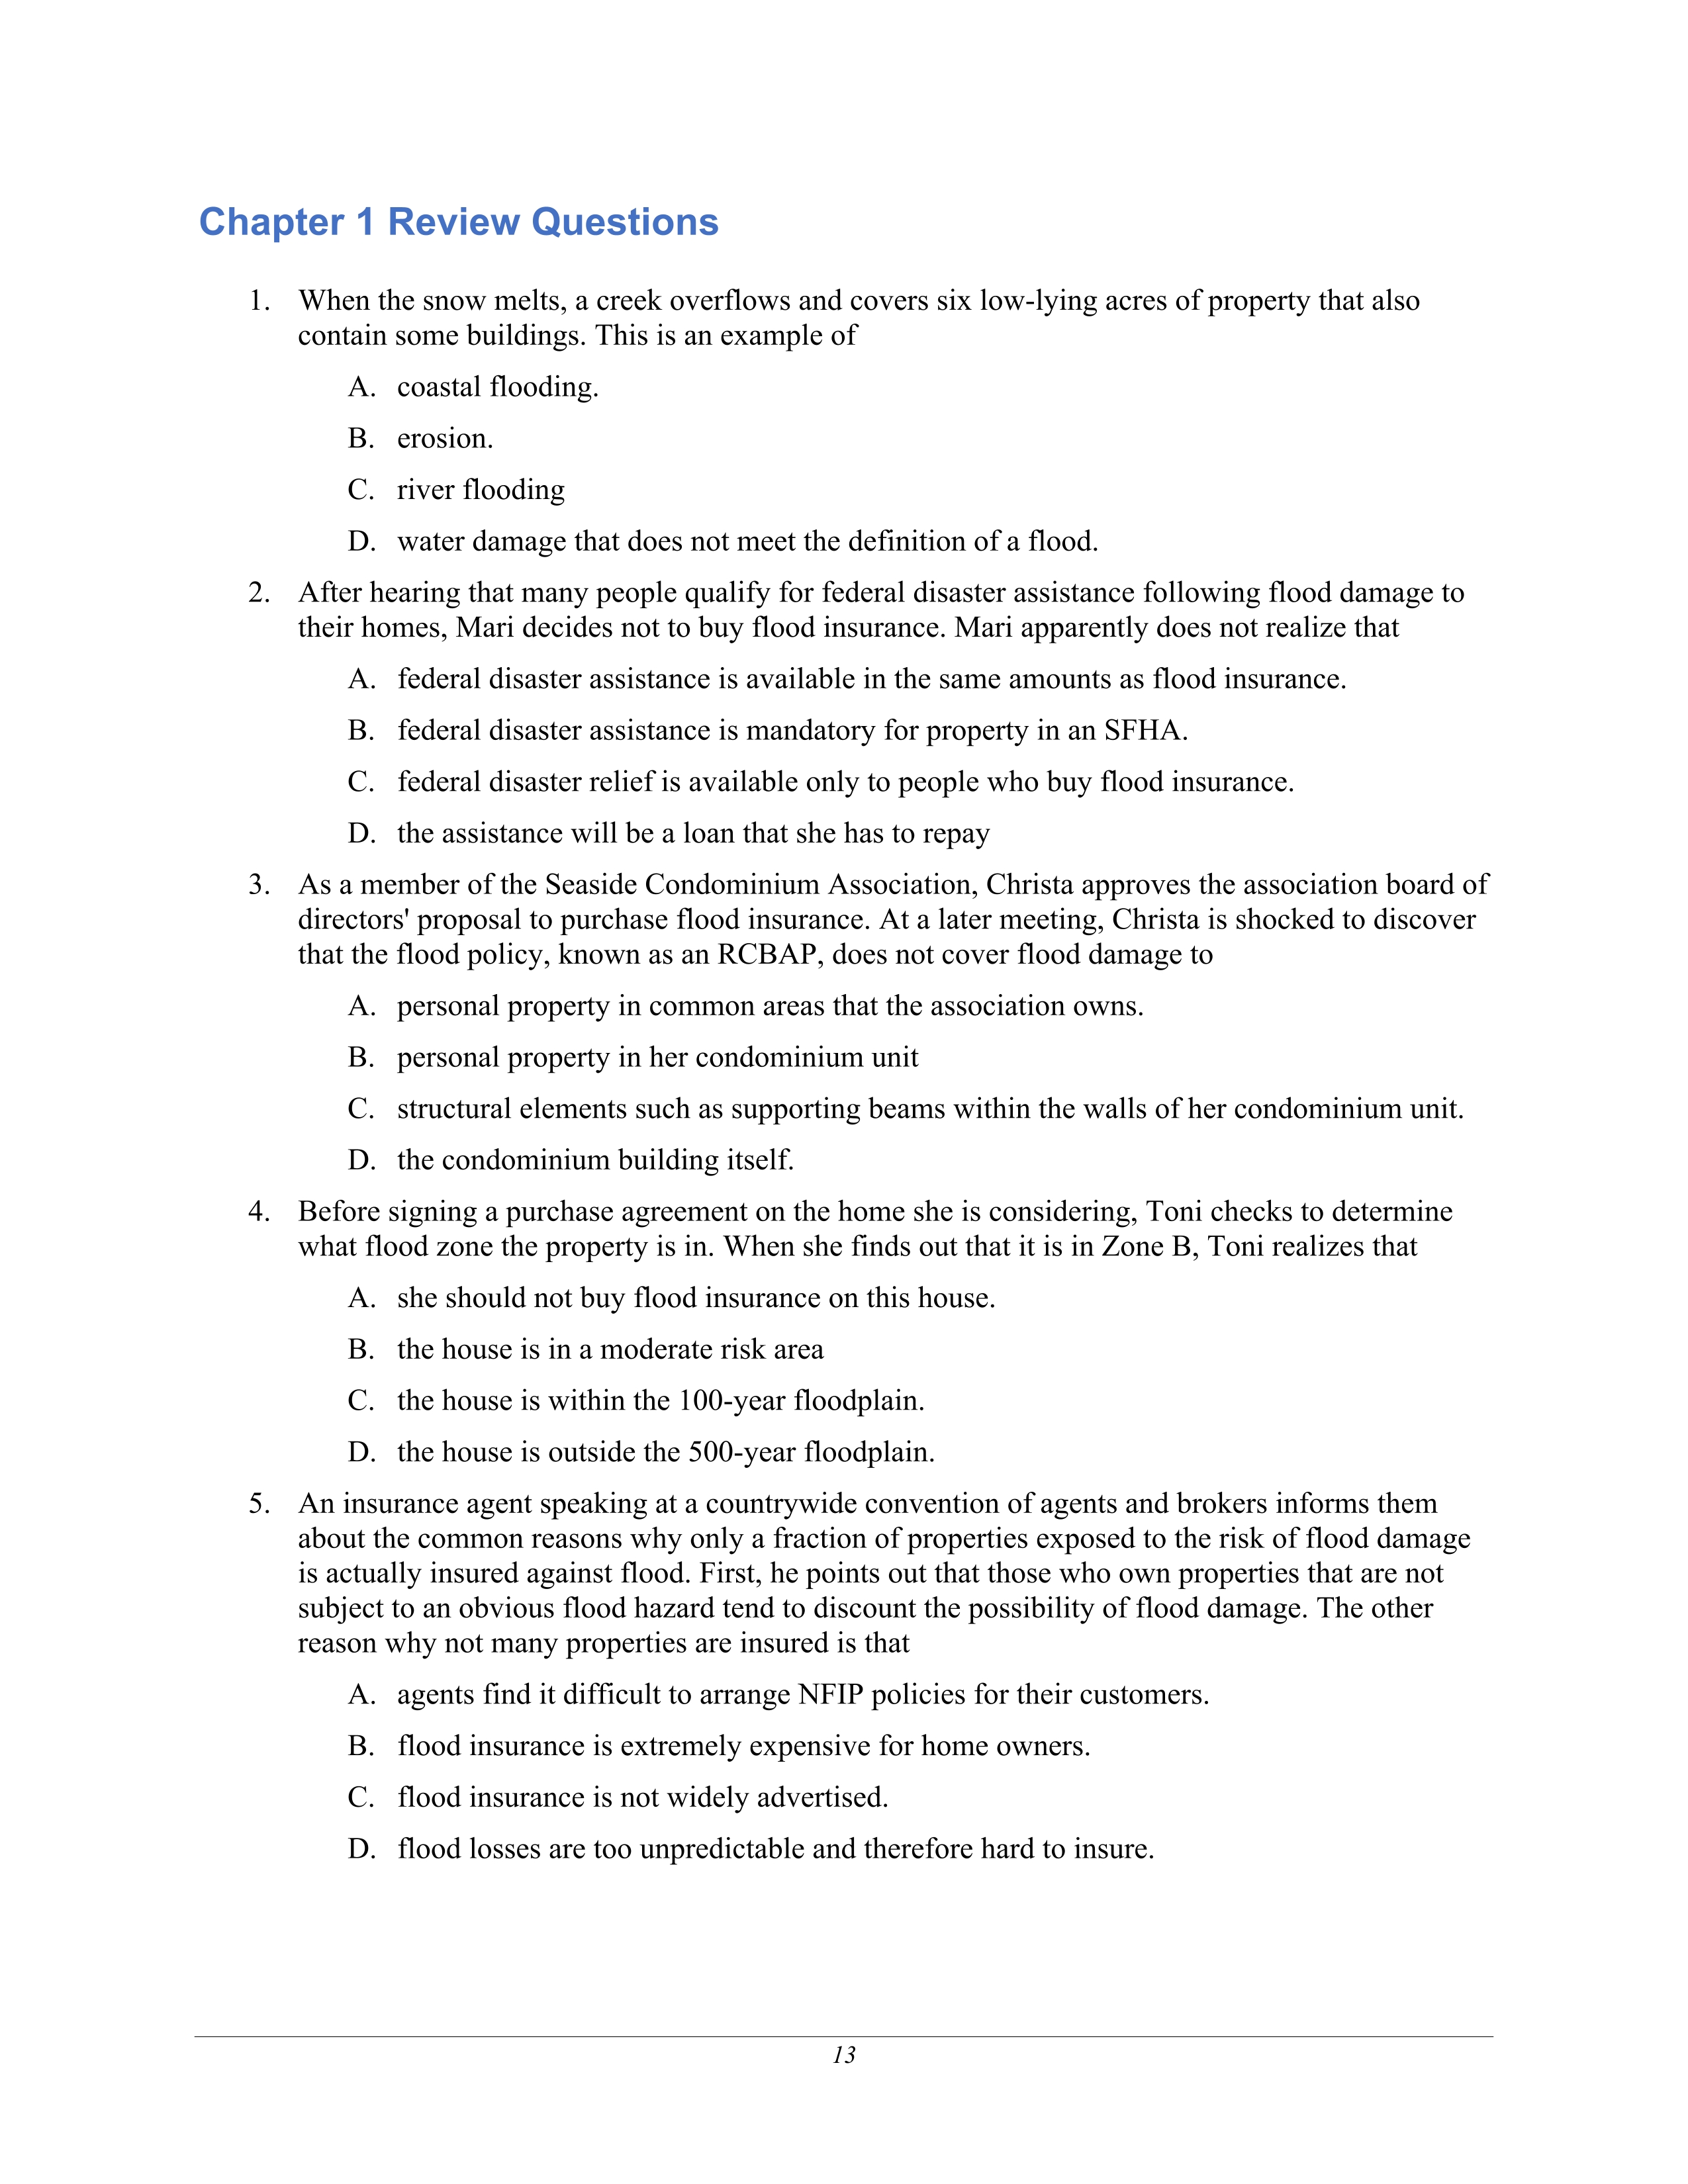 Chapter 1 Review Questions
1. When the snow melts, a creek overflows and covers six low-lying acres of property that also
contain some buildings. This is an example of
A. coastal flooding.
B. erosion.
C. river flooding
D. water damage that does not meet the definition of a flood.
2. After hearing that many people qualify for federal disaster assistance following flood damage to
their homes, Mari decides not to buy flood insurance. Mari apparently does not realize that
A. federal disaster assistance is available in the same amounts as flood insurance.
B. federal disaster assistance is mandatory for property in an SFHA.
C. federal disaster relief is available only to people who buy flood insurance.
D. the assistance will be a loan that she has to repay
3. As a member of the Seaside Condominium Association, Christa approves the association board of
directors' proposal to purchase flood insurance. At a later meeting, Christa is shocked to discover
that the flood policy, known as an RCBAP, does not cover flood damage to
A. personal property in common areas that the association owns.
B. personal property in her condominium unit
C. structural elements such as supporting beams within the walls of her condominium unit.
D. the condominium building itself.
4. Before signing a purchase agreement on the home she is considering, Toni checks to determine
what flood zone the property is in. When she finds out that it is in Zone B, Toni realizes that
A. she should not buy flood insurance on this house.
B. the house is in a moderate risk area
C. the house is within the 100-year floodplain.
D. the house is outside the 500-year floodplain.
5. An insurance agent speaking at a countrywide convention of agents and brokers informs them
about the common reasons why only a fraction of properties exposed to the risk of flood damage
is actually insured against flood. First, he points out that those who own properties that are not
subject to an obvious flood hazard tend to discount the possibility of flood damage. The other
reason why not many properties are insured is that
A. agents find it difficult to arrange NFIP policies for their customers.
B. flood insurance is extremely expensive for home owners.
C. flood insurance is not widely advertised.
D. flood losses are too unpredictable and therefore hard to insure.
13